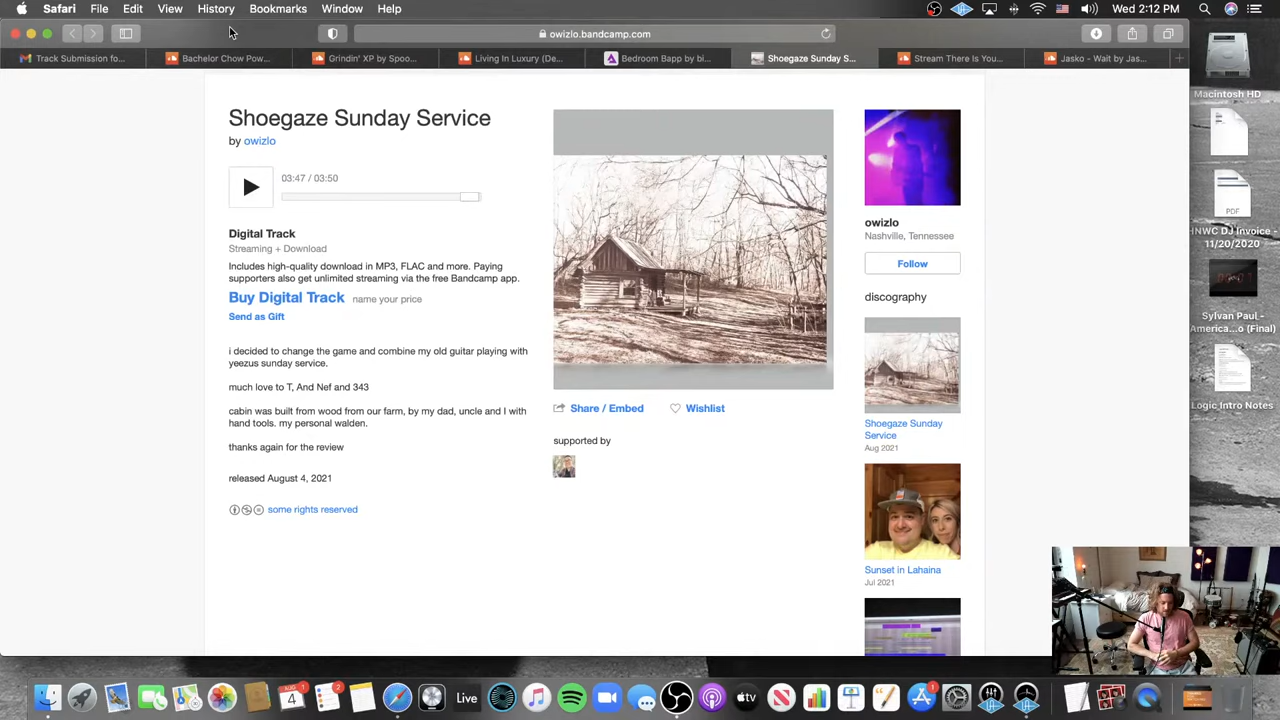 Safari File Edit View History Bookmarks Window Help Wed 2:12 PM
owizlo.bandcamp.com
Track Submission fo... Bachelor Chow Pow... Grindin' XP by Spoo... Living In Luxury (De... Bedroom Bapp by bi... Shoegaze Sunday S... Stream There Is You... Jasko - Wait by Jas...
Shoegaze Sunday Service
by owizlo
03:47 / 03:50
Digital Track
Streaming + Download
Includes high-quality download in MP3, FLAC and more. Paying
supporters also get unlimited streaming via the free Bandcamp app.
Buy Digital Track name your price
Send as Gift
i decided to change the game and combine my old guitar playing with
yeezus sunday service.
much love to T, And Nef and 343
cabin was built from wood from our farm, by my dad, uncle and I with
hand tools. my personal walden.
thanks again for the review
released August 4, 2021
some rights reserved
Share / Embed Wishlist
supported by
owizlo
Nashville, Tennessee
Follow
discography
Shoegaze Sunday
Service
Aug 2021
Sunset in Lahaina
Jul 2021
Macintosh HD
PDF
HNWC DJ Invoice -
11/20/2020
Sylvan Paul -
America...o (Final)
Logic Intro Notes
AUG 1
4
2
Live
tv
1